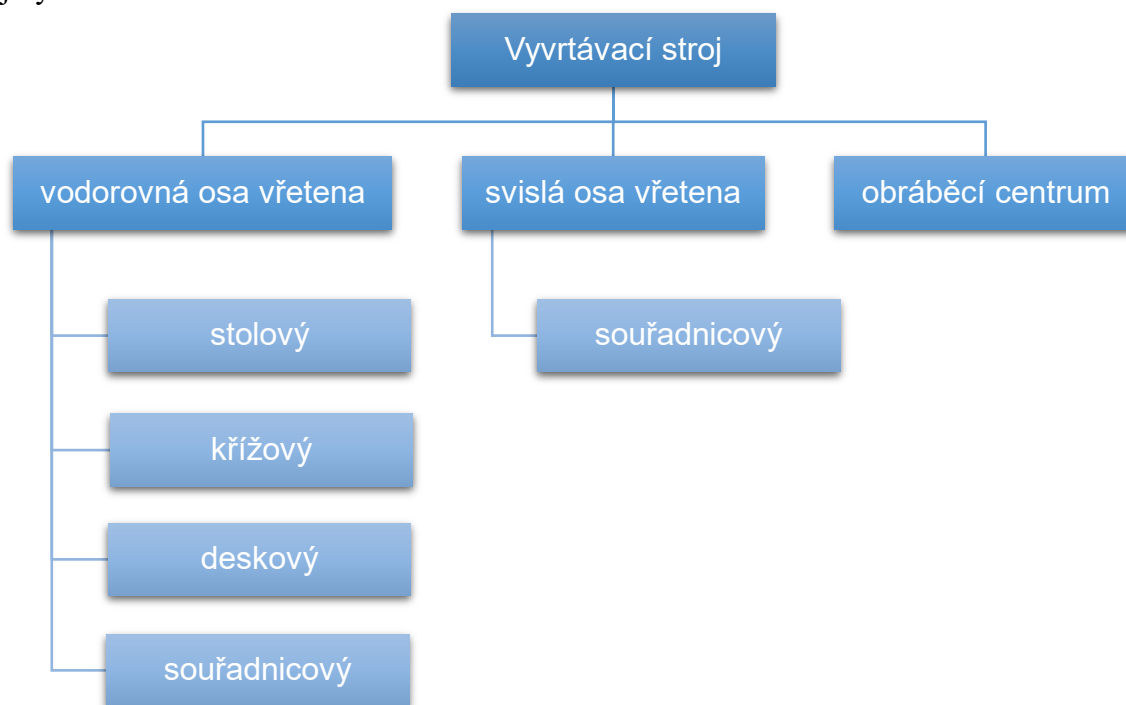 Vyvrtávací stroj
vodorovná osa vřetena
svislá osa vřetena
obráběcí centrum
stolový
souřadnicový
křížový
deskový
souřadnicový